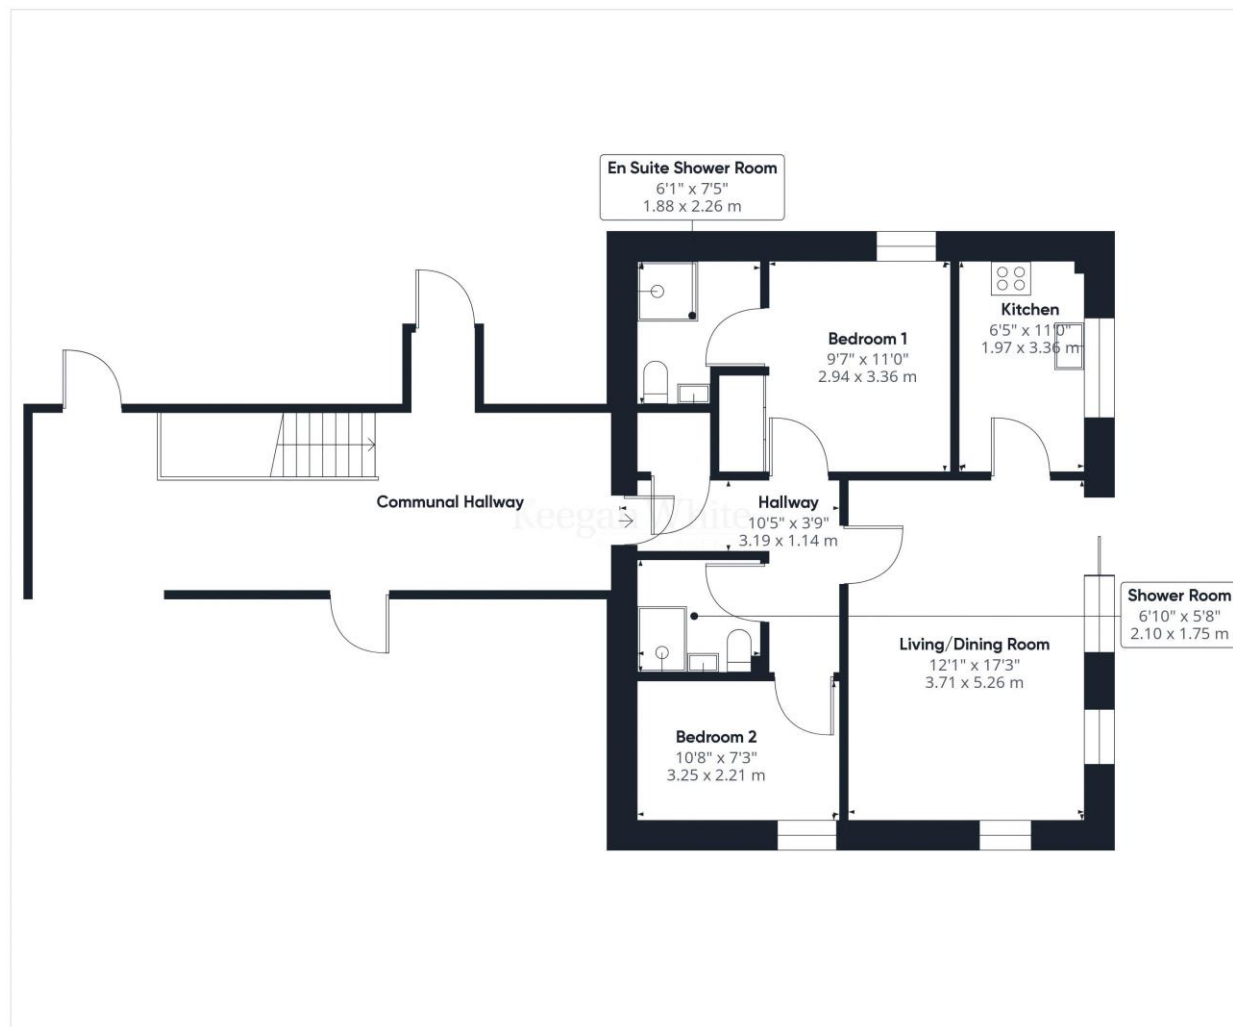 En Suite Shower Room
6'1" x 7'5"
1.88 x 2.26 m
Kitchen
6'5" x 11'0"
1.97 x 3.36 m
Bedroom 1
9'7" x 11'0"
2.94 x 3.36 m
Communal Hallway
Keegan White
Hallway
10'5" x 3'9"
3.19 x 1.14 m
Shower Room
6'10" x 5'8"
2.10 x 1.75 m
Living/Dining Room
12'1" x 17'3"
3.71 x 5.26 m
Bedroom 2
10'8" x 7'3"
3.25 x 2.21 m